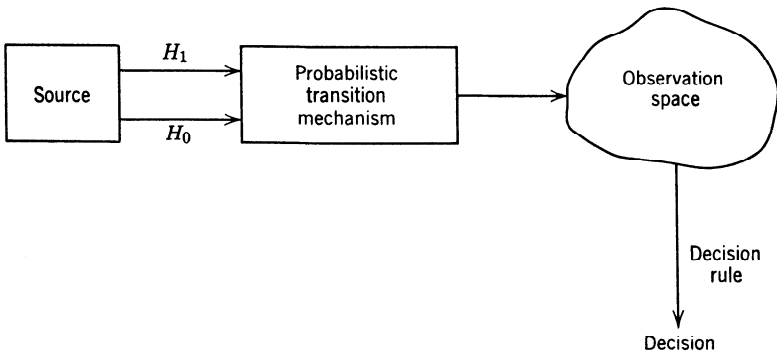 Source
H₁
H₀
Probabilistic
transition
mechanism
Observation
space
Decision
rule
Decision